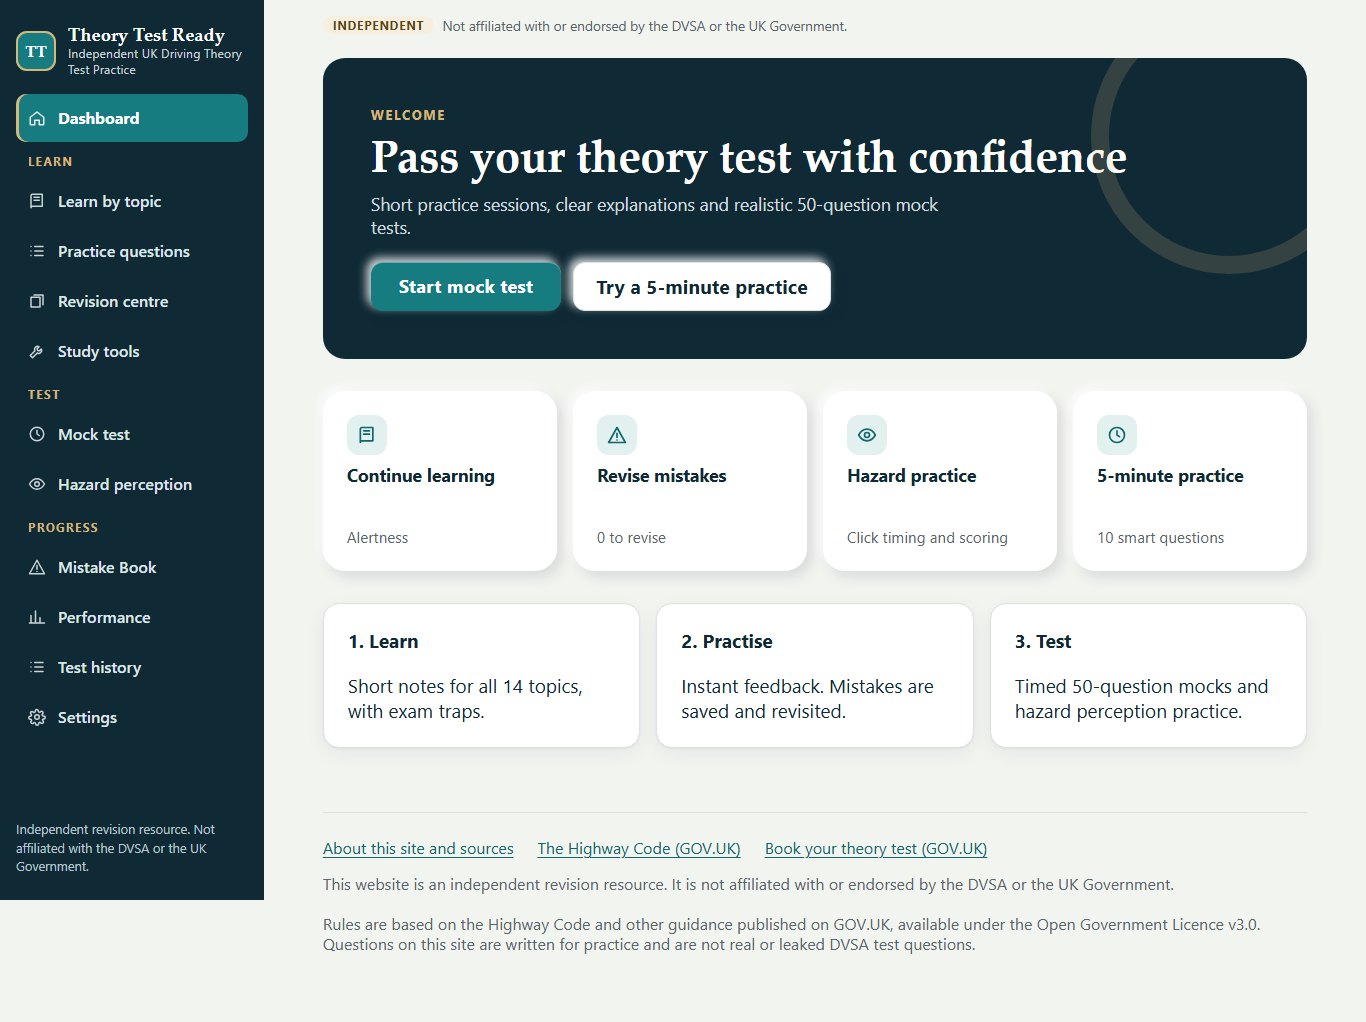 TT
Theory Test Ready
Independent UK Driving Theory
Test Practice
Dashboard
LEARN
Learn by topic
Practice questions
Revision centre
Study tools
TEST
Mock test
Hazard perception
PROGRESS
Mistake Book
Performance
Test history
Settings
Independent revision resource. Not
affiliated with the DVSA or the UK
Government.
INDEPENDENT Not affiliated with or endorsed by the DVSA or the UK Government.
WELCOME
Pass your theory test with confidence
Short practice sessions, clear explanations and realistic 50-question mock
tests.
Start mock test
Try a 5-minute practice
Continue learning
Alertness
Revise mistakes
0 to revise
Hazard practice
Click timing and scoring
5-minute practice
10 smart questions
1. Learn
Short notes for all 14 topics,
with exam traps.
2. Practise
Instant feedback. Mistakes are
saved and revisited.
3. Test
Timed 50-question mocks and
hazard perception practice.
About this site and sources
The Highway Code (GOV.UK)
Book your theory test (GOV.UK)
This website is an independent revision resource. It is not affiliated with or endorsed by the DVSA or the UK Government.
Rules are based on the Highway Code and other guidance published on GOV.UK, available under the Open Government Licence v3.0.
Questions on this site are written for practice and are not real or leaked DVSA test questions.